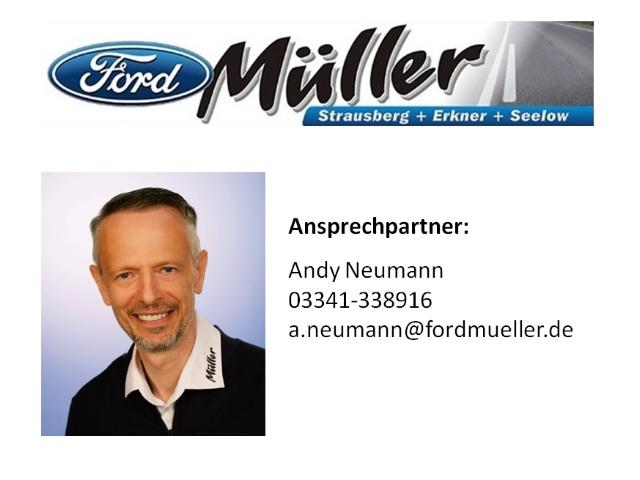 Ford Müller
Strausberg + Erkner + Seelow
Ansprechpartner:
Andy Neumann
03341-338916
a.neumann@fordmueller.de
Müller